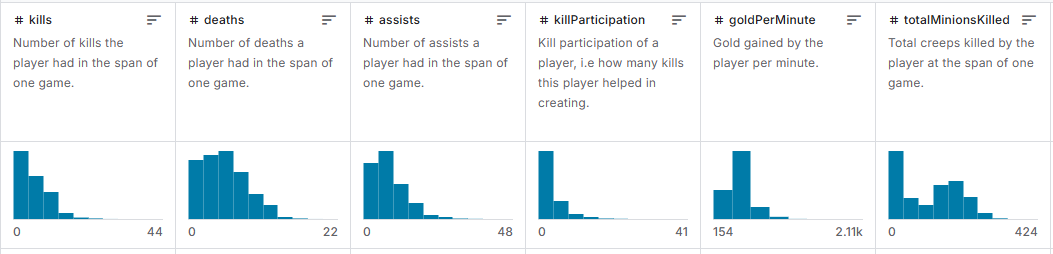 # kills
Number of kills the
player had in the span of
one game.
0 44
# deaths
Number of deaths a
player had in the span of
one game.
0 22
# assists
Number of assists a
player had in the span of
one game.
0 48
# killParticipation
Kill participation of a
player, i.e how many kills
this player helped in
creating.
0 41
# goldPerMinute
Gold gained by the
player per minute.
154 2.11k
# totalMinionsKilled
Total creeps killed by the
player at the span of one
game.
0 424